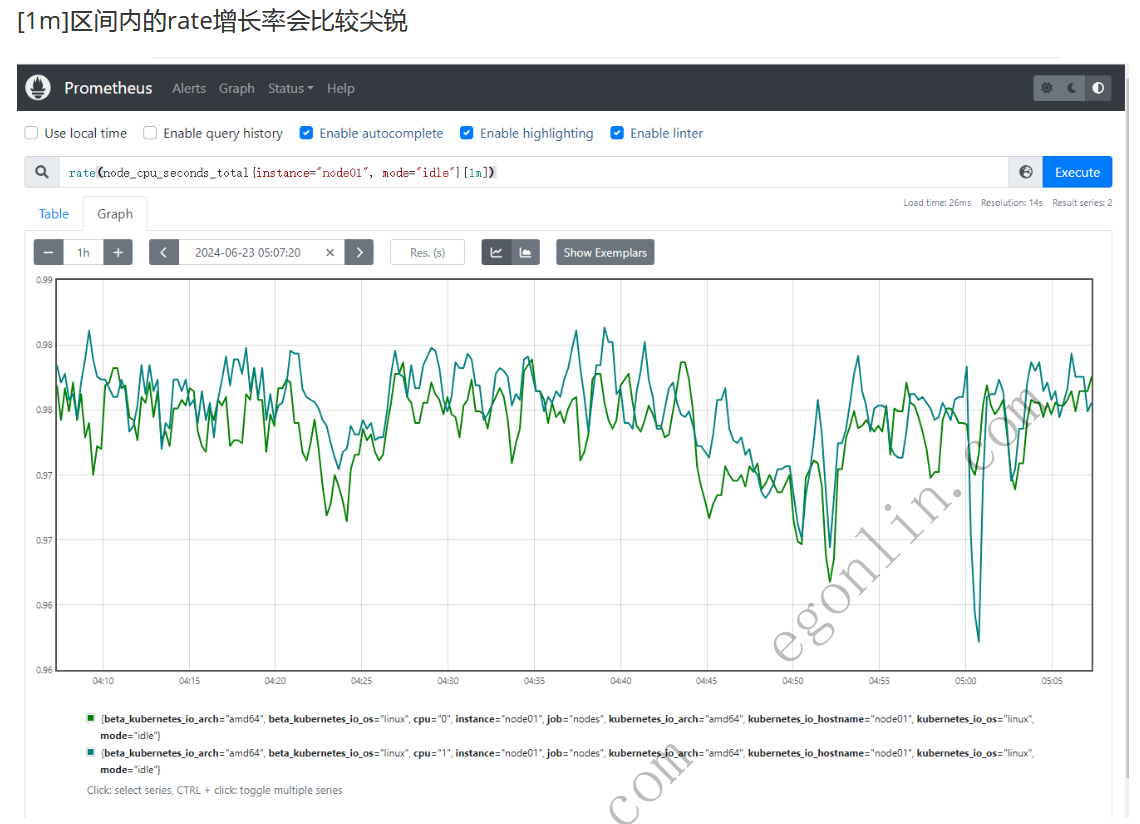 [1m]区间内的rate增长率会比较尖锐
Prometheus Alerts Graph Status Help
Use local time Enable query history Enable autocomplete Enable highlighting Enable linter
rate(node_cpu_seconds_total{instance="node01", mode="idle"}[1m]) Execute
Load time: 26ms Resolution: 14s Result series: 2
Table Graph
− 1h + < 2024-06-23 05:07:20 × > Res. (s) Show Exemplars
0.99
0.98
0.98
0.97
0.97
0.96
0.96
04:10 04:15 04:20 04:25 04:30 04:35 04:40 04:45 04:50 04:55 05:00 05:05
{beta_kubernetes_io_arch="amd64", beta_kubernetes_io_os="linux", cpu="0", instance="node01", job="nodes", kubernetes_io_arch="amd64", kubernetes_io_hostname="node01", kubernetes_io_os="linux",
mode="idle"}
{beta_kubernetes_io_arch="amd64", beta_kubernetes_io_os="linux", cpu="1", instance="node01", job="nodes", kubernetes_io_arch="amd64", kubernetes_io_hostname="node01", kubernetes_io_os="linux",
mode="idle"}
Click: select series, CTRL + click: toggle multiple series
egonlin.com
com